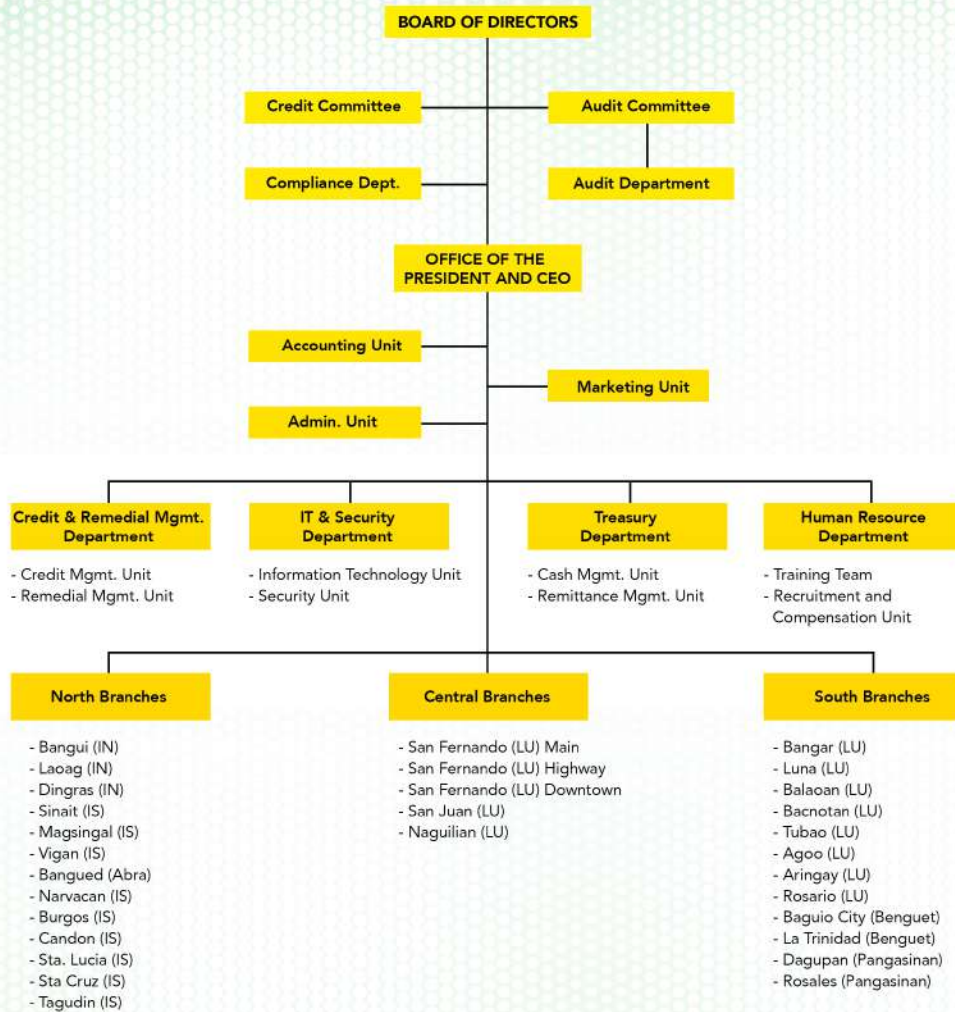 BOARD OF DIRECTORS
Credit Committee
Audit Committee
Compliance Dept.
Audit Department
OFFICE OF THE
PRESIDENT AND CEO
Accounting Unit
Marketing Unit
Admin. Unit
Credit & Remedial Mgmt.
Department
- Credit Mgmt. Unit
- Remedial Mgmt. Unit
IT & Security
Department
- Information Technology Unit
- Security Unit
Treasury
Department
- Cash Mgmt. Unit
- Remittance Mgmt. Unit
Human Resource
Department
- Training Team
- Recruitment and
Compensation Unit
North Branches
- Bangui (IN)
- Laoag (IN)
- Dingras (IN)
- Sinait (IS)
- Magsingal (IS)
- Vigan (IS)
- Bangued (Abra)
- Narvacan (IS)
- Burgos (IS)
- Candon (IS)
- Sta. Lucia (IS)
- Sta Cruz (IS)
- Tagudin (IS)
Central Branches
- San Fernando (LU) Main
- San Fernando (LU) Highway
- San Fernando (LU) Downtown
- San Juan (LU)
- Naguilian (LU)
South Branches
- Bangar (LU)
- Luna (LU)
- Balaoan (LU)
- Bacnotan (LU)
- Tubao (LU)
- Agoo (LU)
- Aringay (LU)
- Rosario (LU)
- Baguio City (Benguet)
- La Trinidad (Benguet)
- Dagupan (Pangasinan)
- Rosales (Pangasinan)